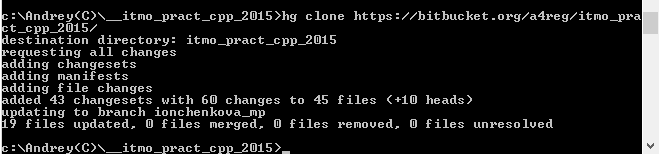 c:\Andrey(C)\__itmo_pract_cpp_2015>hg clone https://bitbucket.org/a4reg/itmo_pra
ct_cpp_2015/
destination directory: itmo_pract_cpp_2015
requesting all changes
adding changesets
adding manifests
adding file changes
added 43 changesets with 60 changes to 45 files (+10 heads)
updating to branch ionchenkova_mp
19 files updated, 0 files merged, 0 files removed, 0 files unresolved
c:\Andrey(C)\__itmo_pract_cpp_2015>_